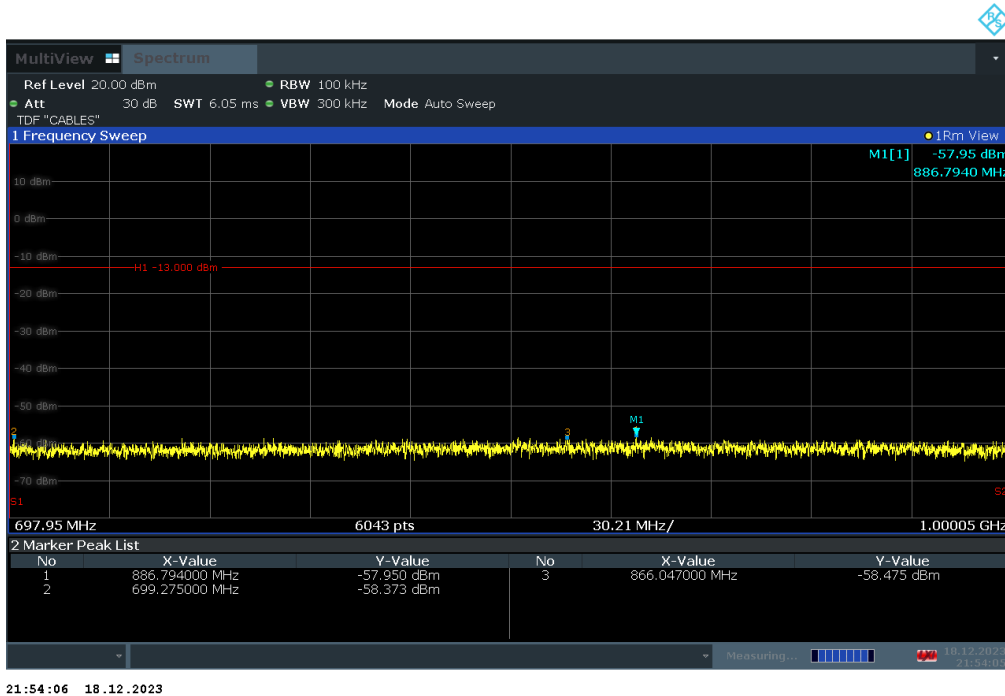 R&S
MultiView Spectrum
Ref Level 20.00 dBm RBW 100 kHz
Att 30 dB SWT 6.05 ms VBW 300 kHz Mode Auto Sweep
TDF "CABLES"
1 Frequency Sweep 1Rm View
M1[1] -57.95 dBm
886.7940 MHz
10 dBm
0 dBm
-10 dBm
H1 -13.000 dBm
-20 dBm
-30 dBm
-40 dBm
-50 dBm
M1
2 3
-60 dBm
-70 dBm
S1 S2
697.95 MHz 6043 pts 30.21 MHz/ 1.00005 GHz
2 Marker Peak List
No X-Value Y-Value No X-Value Y-Value
1 886.794000 MHz -57.950 dBm 3 866.047000 MHz -58.475 dBm
2 699.275000 MHz -58.373 dBm
Measuring... 18.12.2023
21:54:05
21:54:06 18.12.2023